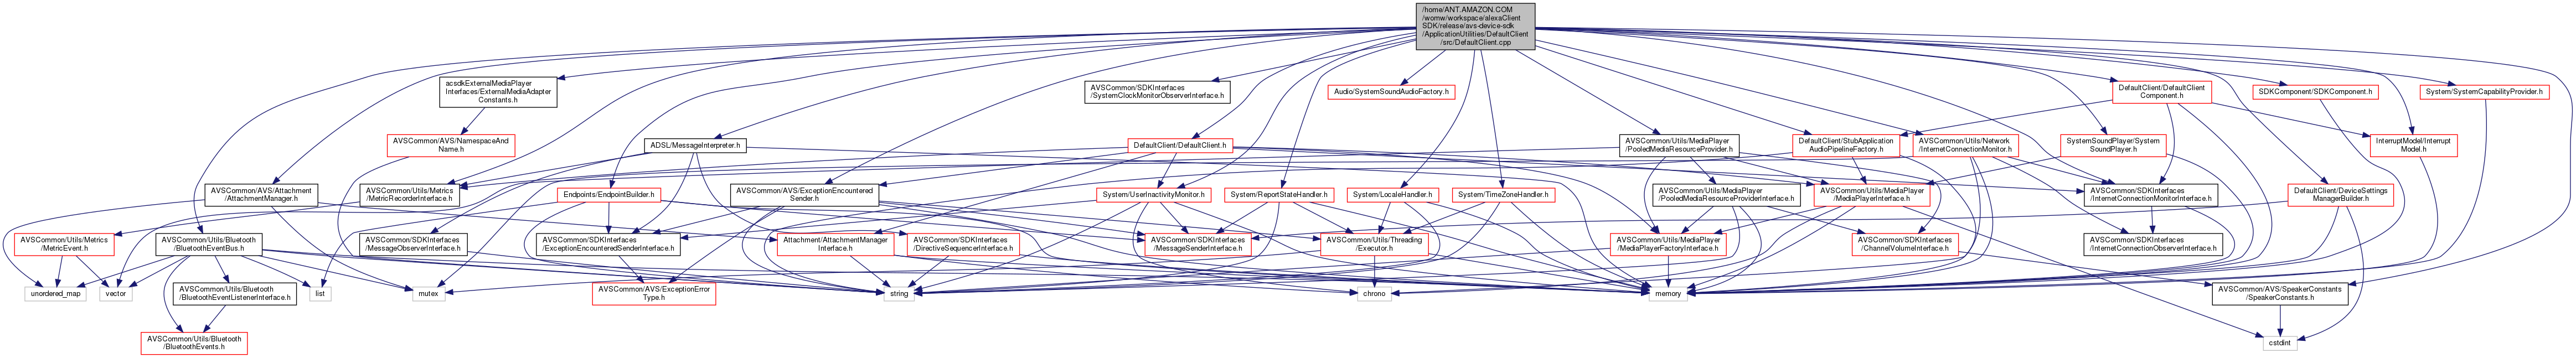 /home/ANT.AMAZON.COM
/womw/workspace/alexaClient
SDK/release/avs-device-sdk
/ApplicationUtilities/DefaultClient
/src/DefaultClient.cpp
acsdkExternalMediaPlayer
Interfaces/ExternalMediaAdapter
Constants.h
AVSCommon/SDKInterfaces
/SystemClockMonitorObserverInterface.h
Audio/SystemSoundAudioFactory.h
DefaultClient/DefaultClient
Component.h
SDKComponent/SDKComponent.h
System/SystemCapabilityProvider.h
AVSCommon/AVS/NamespaceAnd
Name.h
ADSL/MessageInterpreter.h
DefaultClient/DefaultClient.h
AVSCommon/Utils/MediaPlayer
/PooledMediaResourceProvider.h
DefaultClient/StubApplication
AudioPipelineFactory.h
AVSCommon/Utils/Network
/InternetConnectionMonitor.h
SystemSoundPlayer/System
SoundPlayer.h
InterruptModel/Interrupt
Model.h
AVSCommon/AVS/Attachment
/AttachmentManager.h
AVSCommon/Utils/Metrics
/MetricRecorderInterface.h
Endpoints/EndpointBuilder.h
AVSCommon/AVS/ExceptionEncountered
Sender.h
System/UserInactivityMonitor.h
System/ReportStateHandler.h
System/LocaleHandler.h
System/TimeZoneHandler.h
AVSCommon/Utils/MediaPlayer
/PooledMediaResourceProviderInterface.h
AVSCommon/Utils/MediaPlayer
/MediaPlayerInterface.h
AVSCommon/SDKInterfaces
/InternetConnectionMonitorInterface.h
DefaultClient/DeviceSettings
ManagerBuilder.h
AVSCommon/Utils/Metrics
/MetricEvent.h
AVSCommon/Utils/Bluetooth
/BluetoothEventBus.h
AVSCommon/SDKInterfaces
/MessageObserverInterface.h
AVSCommon/SDKInterfaces
/ExceptionEncounteredSenderInterface.h
Attachment/AttachmentManager
Interface.h
AVSCommon/SDKInterfaces
/DirectiveSequencerInterface.h
AVSCommon/SDKInterfaces
/MessageSenderInterface.h
AVSCommon/Utils/Threading
/Executor.h
AVSCommon/Utils/MediaPlayer
/MediaPlayerFactoryInterface.h
AVSCommon/SDKInterfaces
/ChannelVolumeInterface.h
AVSCommon/SDKInterfaces
/InternetConnectionObserverInterface.h
unordered_map
vector
AVSCommon/Utils/Bluetooth
/BluetoothEventListenerInterface.h
list
mutex
AVSCommon/AVS/ExceptionError
Type.h
string
chrono
memory
AVSCommon/AVS/SpeakerConstants
/SpeakerConstants.h
AVSCommon/Utils/Bluetooth
/BluetoothEvents.h
cstdint